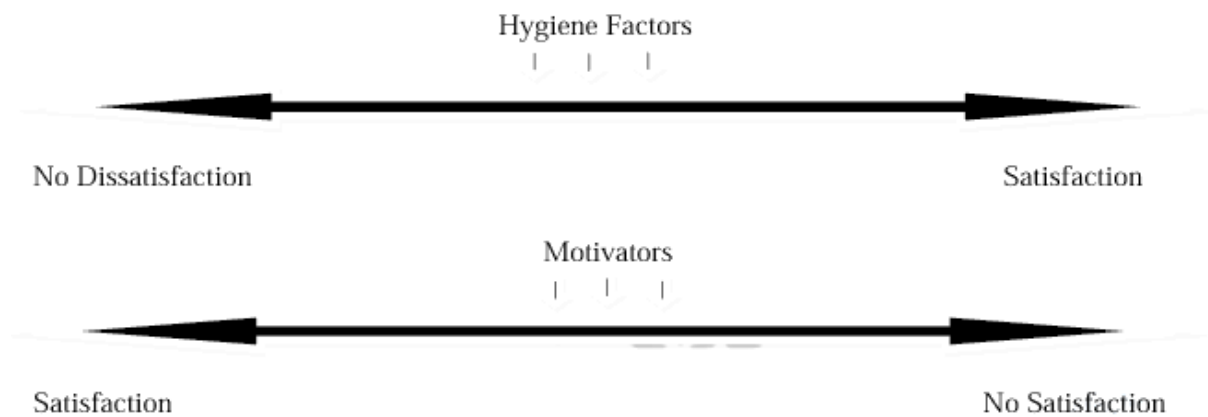 Hygiene Factors
No Dissatisfaction
Satisfaction
Motivators
Satisfaction
No Satisfaction